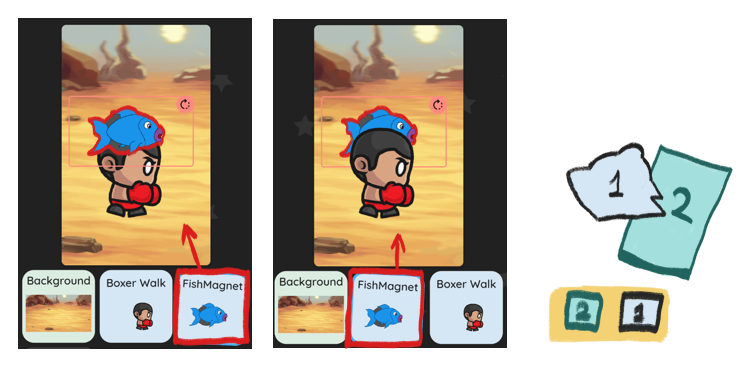 Background
Boxer Walk
FishMagnet
Background
FishMagnet
Boxer Walk
1
2
2
1